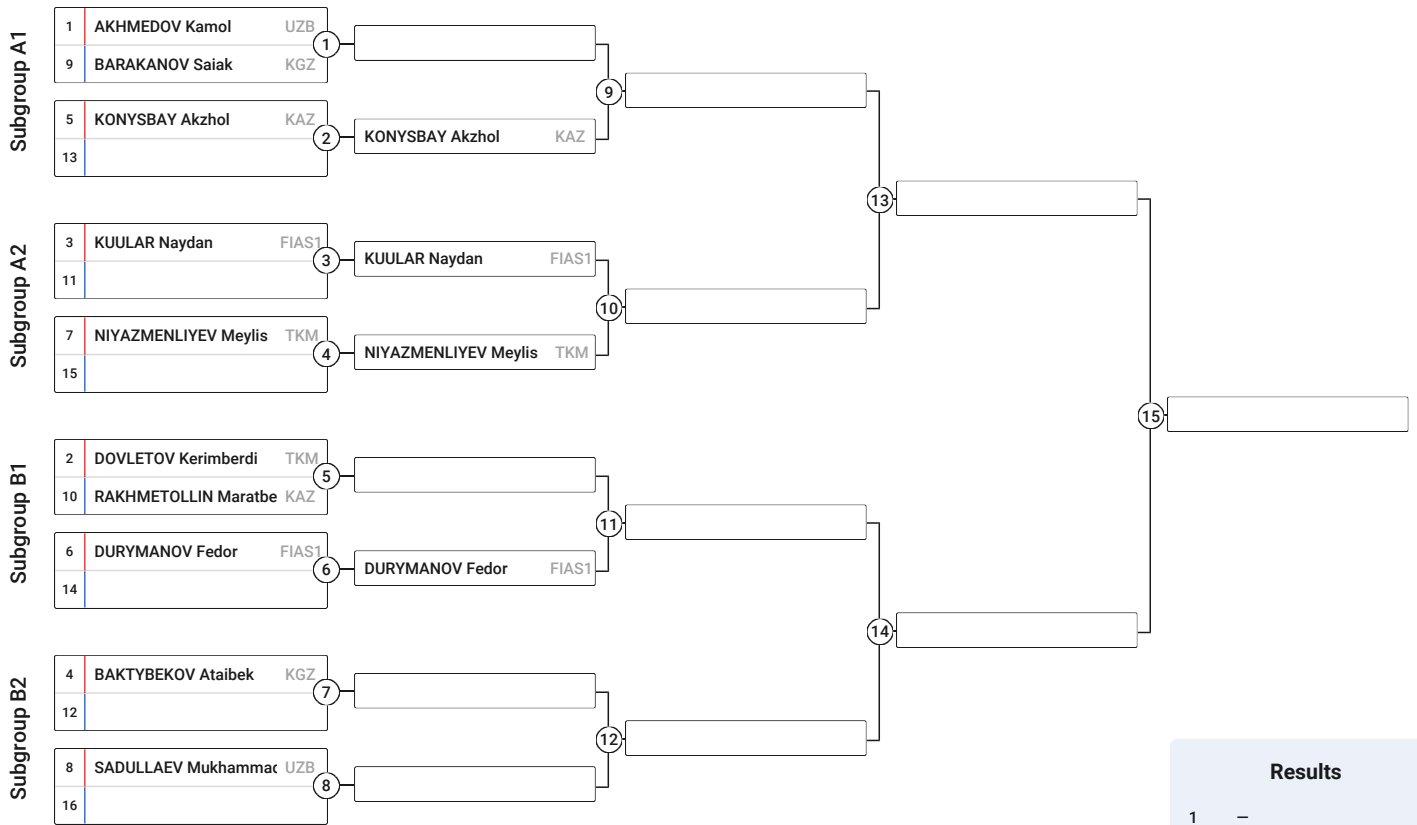 Subgroup A1
1 AKHMEDOV Kamol UZB
9 BARAKANOV Saiak KGZ
1
5 KONYSBAY Akzhol KAZ
13
2
KONYSBAY Akzhol KAZ
9
Subgroup A2
3 KUULAR Naydan FIAS1
11
3
KUULAR Naydan FIAS1
7 NIYAZMENLIYEV Meylis TKM
15
4
NIYAZMENLIYEV Meylis TKM
10
13
Subgroup B1
2 DOVLETOV Kerimberdi TKM
10 RAKHMETOLLIN Maratbe KAZ
5
6 DURYMANOV Fedor FIAS1
14
6
DURYMANOV Fedor FIAS1
11
Subgroup B2
4 BAKTYBEKOV Ataibek KGZ
12
7
8 SADULLAEV Mukhammad UZB
16
8
12
14
15
Results
1 –